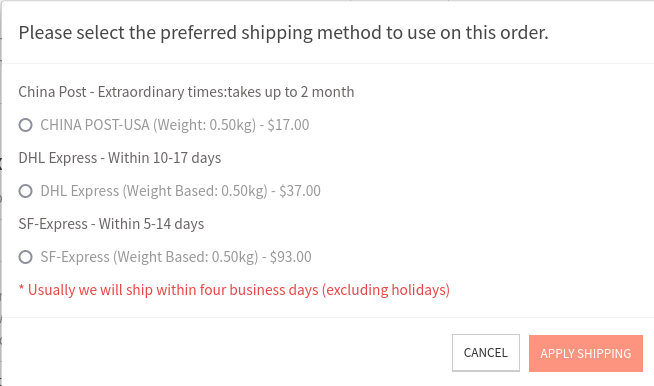 Please select the preferred shipping method to use on this order.
China Post - Extraordinary times:takes up to 2 month
CHINA POST-USA (Weight: 0.50kg) - $17.00
DHL Express - Within 10-17 days
DHL Express (Weight Based: 0.50kg) - $37.00
SF-Express - Within 5-14 days
SF-Express (Weight Based: 0.50kg) - $93.00
* Usually we will ship within four business days (excluding holidays)
CANCEL
APPLY SHIPPING